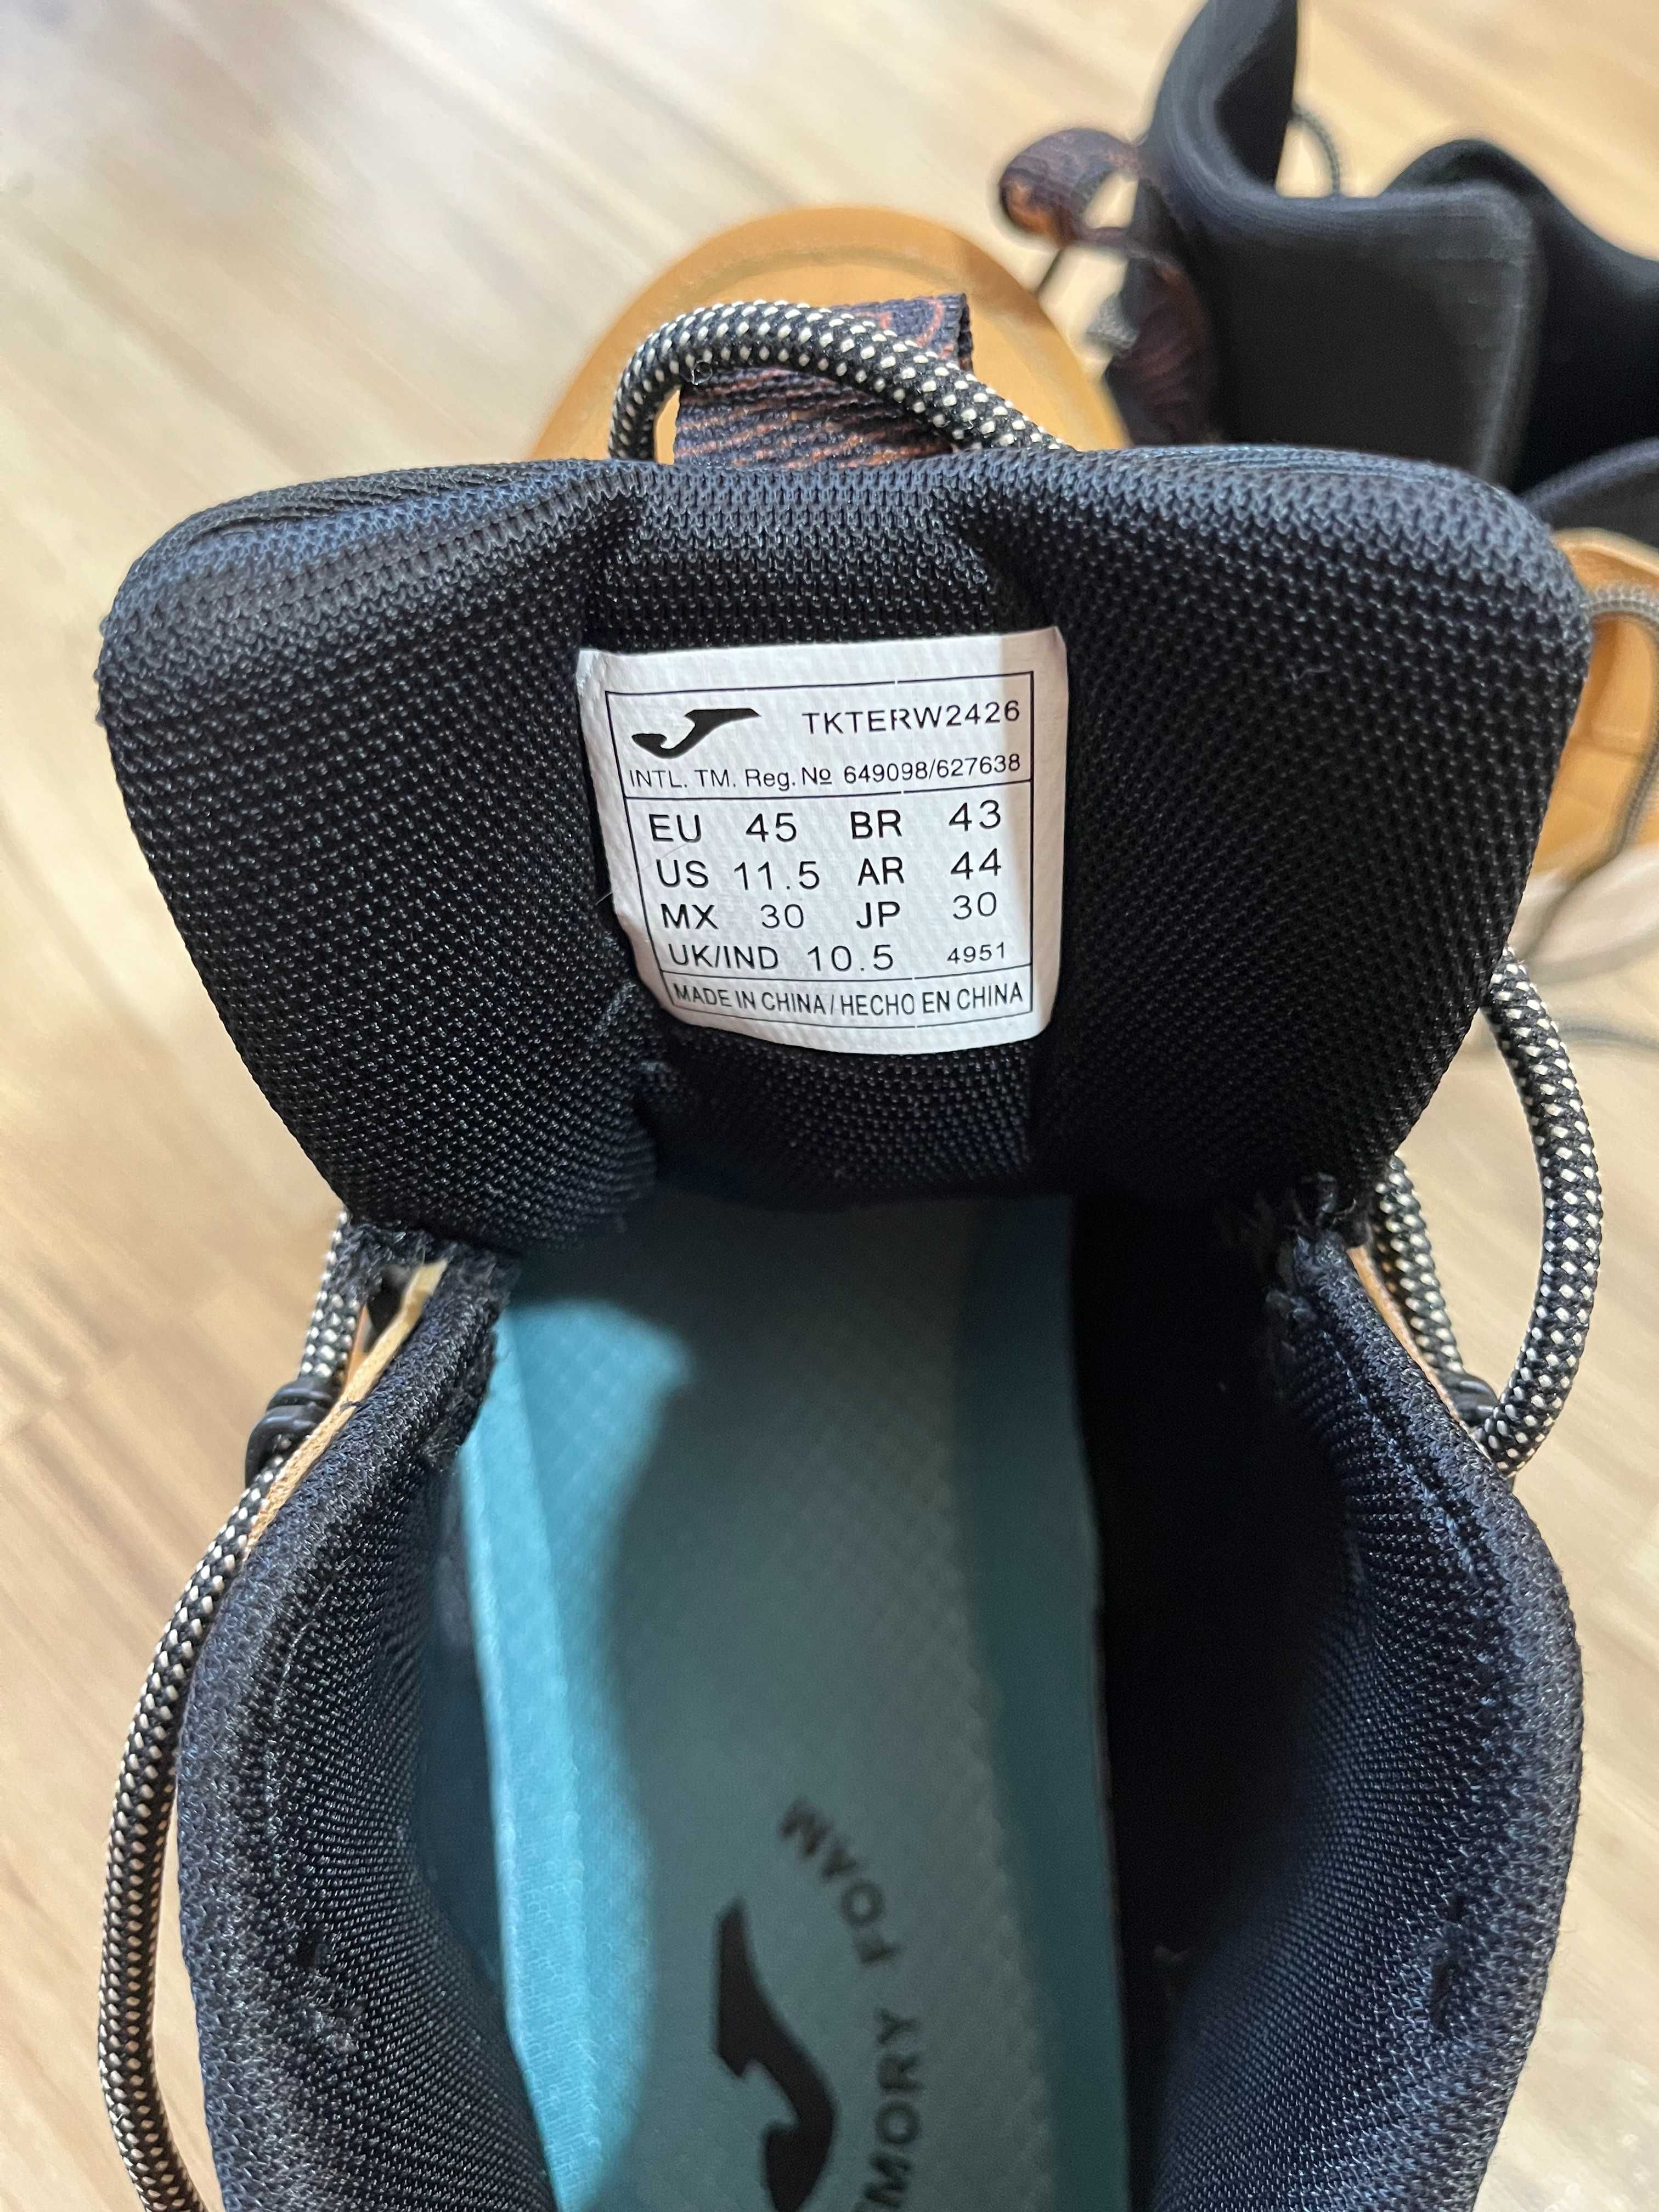 TKTERW2426
INTL. TM. Reg. Nº 649098/627638
EU 45 BR 43
US 11.5 AR 44
MX 30 JP 30
UK/IND 10.5 4951
MADE IN CHINA/HECHO EN CHINA
EMORY FOAM